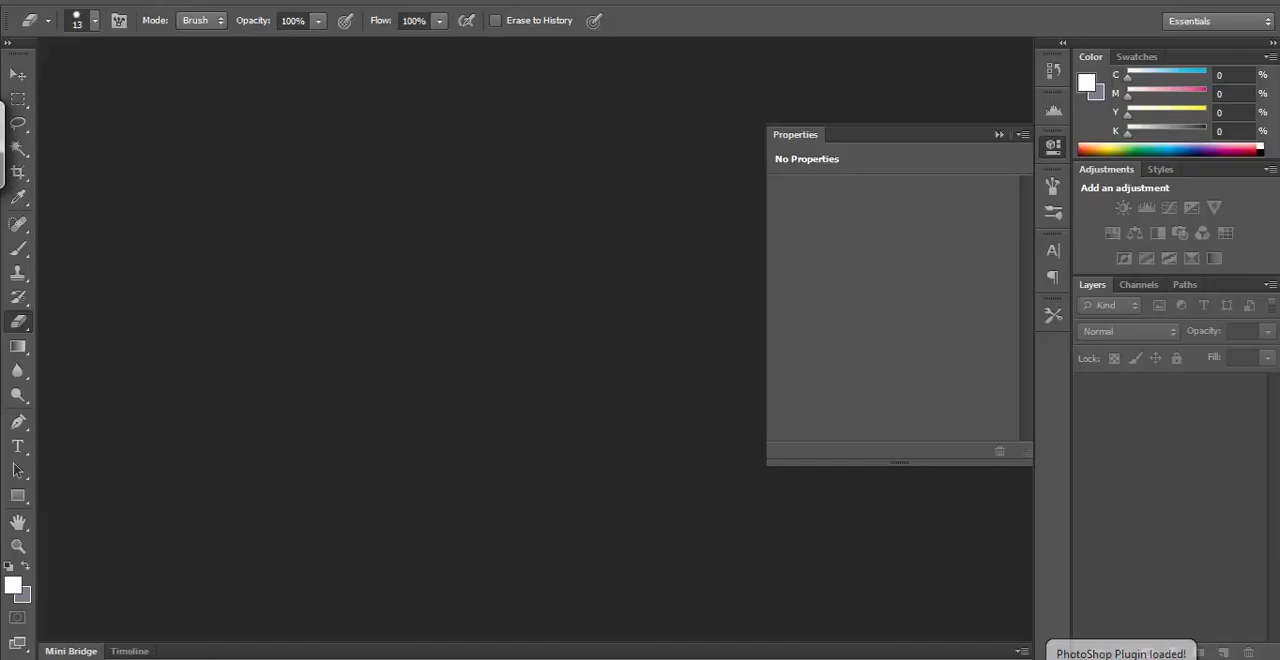 Mode: Brush Opacity: 100% Flow: 100% Erase to History Essentials
13
Color Swatches
C 0 %
M 0 %
Y 0 %
K 0 %
Properties
No Properties
Adjustments Styles
Add an adjustment
Layers Channels Paths
Kind T
Normal Opacity:
Lock: Fill:
A
T
Mini Bridge Timeline
PhotoShop Plugin loaded!